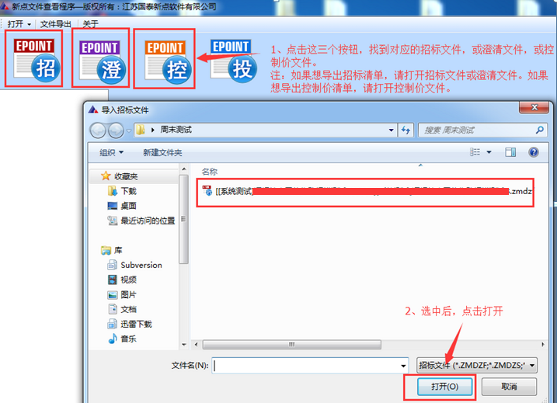 新点文件查看程序—版权所有：江苏国泰新点软件有限公司
打开 文件导出 关于
EPOINT EPOINT EPOINT EPOINT
招 澄 控 投
1、点击这三个按钮，找到对应的招标文件，或澄清文件，或控
制价文件。
注，如果想导出招标清单，请打开招标文件或澄清文件。如果
想导出控制价清单，请打开控制价文件。
导入招标文件
周末测试
搜索 周末测试
组织 新建文件夹
收藏夹
下载
桌面
最近访问的位置
库
Subversion
视频
图片
文档
迅雷下载
音乐
名称
[[系统测试] .zmdz
2、选中后，点击打开
文件名(N):
招标文件 (*.ZMDZF;*.ZMDZS;*
打开(O) 取消